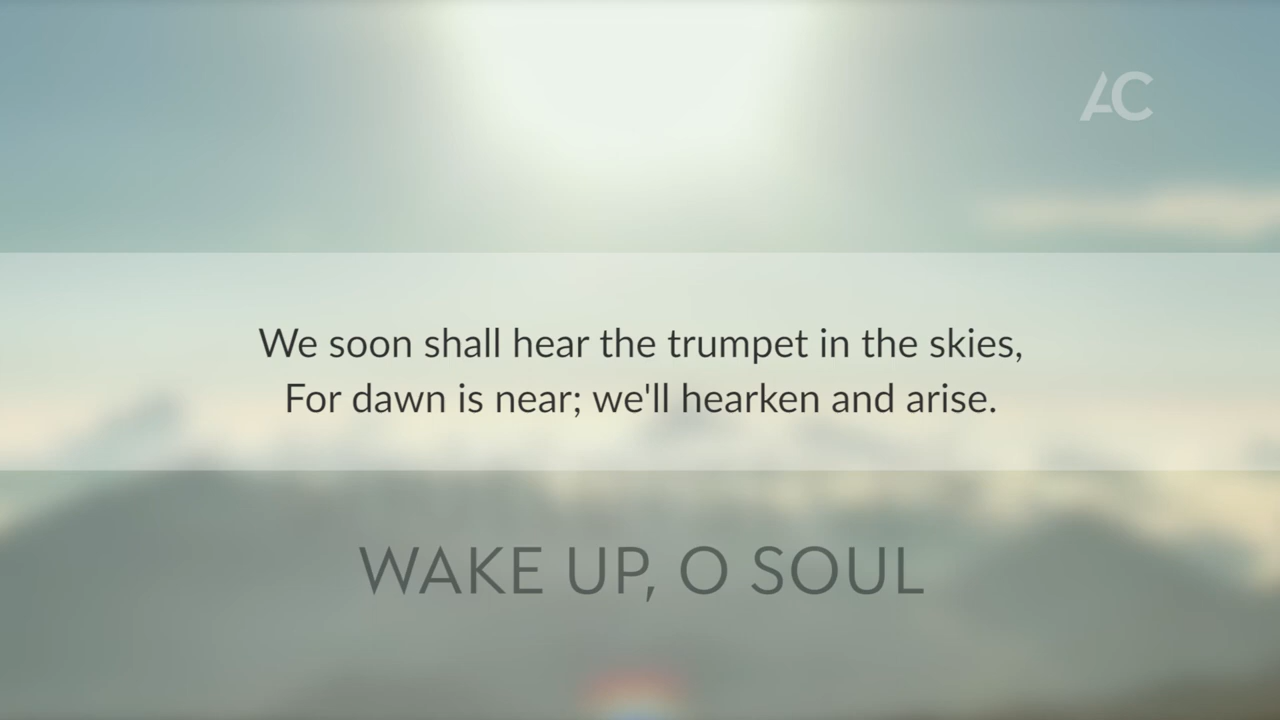 AC
We soon shall hear the trumpet in the skies,
For dawn is near; we'll hearken and arise.
WAKE UP, O SOUL